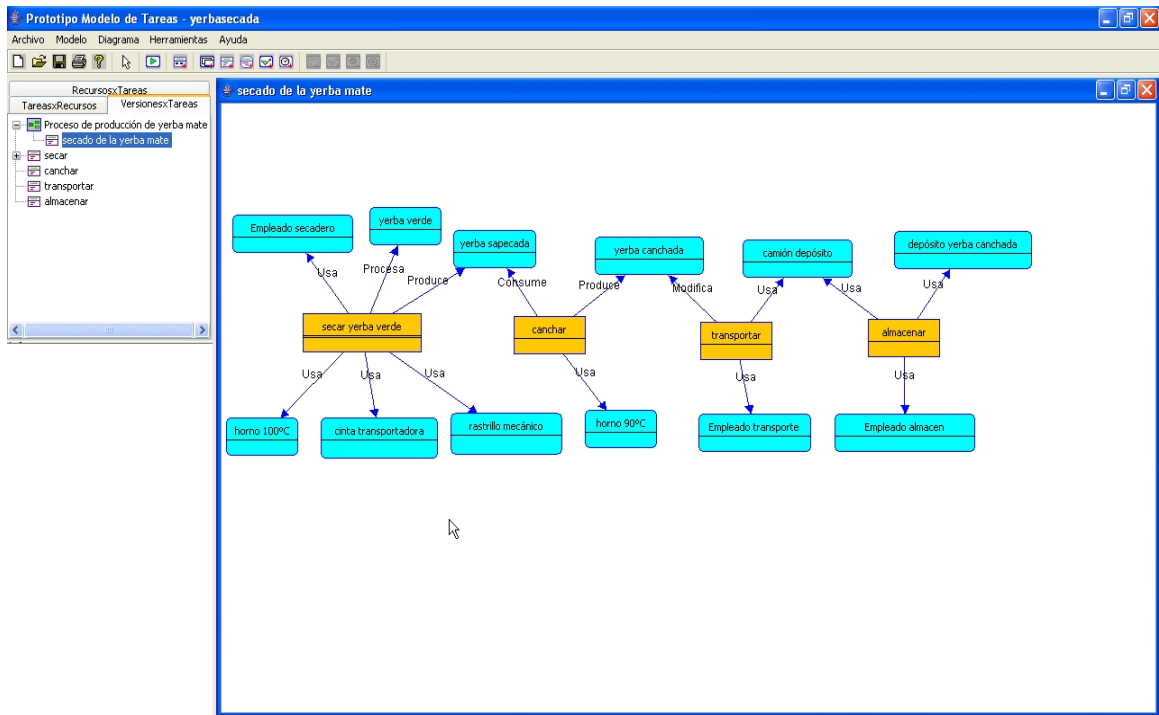 Prototipo Modelo de Tareas - yerbasecada
Archivo Modelo Diagrama Herramientas Ayuda
RecursosxTareas
TareasxRecursos VersionesxTareas
Proceso de producción de yerba mate
secado de la yerba mate
secar
canchar
transportar
almacenar
secado de la yerba mate
Empleado secadero
yerba verde
yerba sapecada
yerba canchada
camión depósito
depósito yerba canchada
Usa
Procesa
Produce
Consume
Produce
Modifica
Usa
Usa
Usa
secar yerba verde
canchar
transportar
almacenar
Usa
Usa
Usa
Usa
Usa
Usa
horno 100ºC
cinta transportadora
rastrillo mecánico
horno 90ºC
Empleado transporte
Empleado almacen